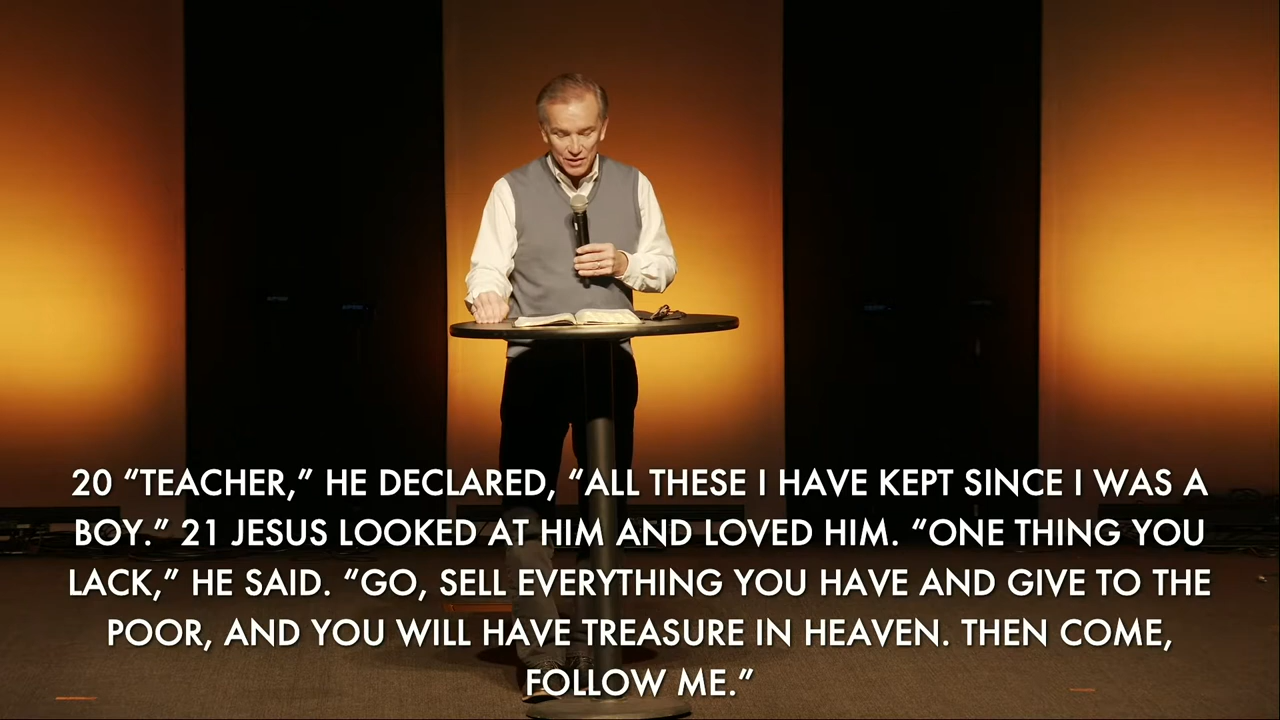 20 “TEACHER,” HE DECLARED, “ALL THESE I HAVE KEPT SINCE I WAS A
BOY.” 21 JESUS LOOKED AT HIM AND LOVED HIM. “ONE THING YOU
LACK,” HE SAID. “GO, SELL EVERYTHING YOU HAVE AND GIVE TO THE
POOR, AND YOU WILL HAVE TREASURE IN HEAVEN. THEN COME,
FOLLOW ME.”